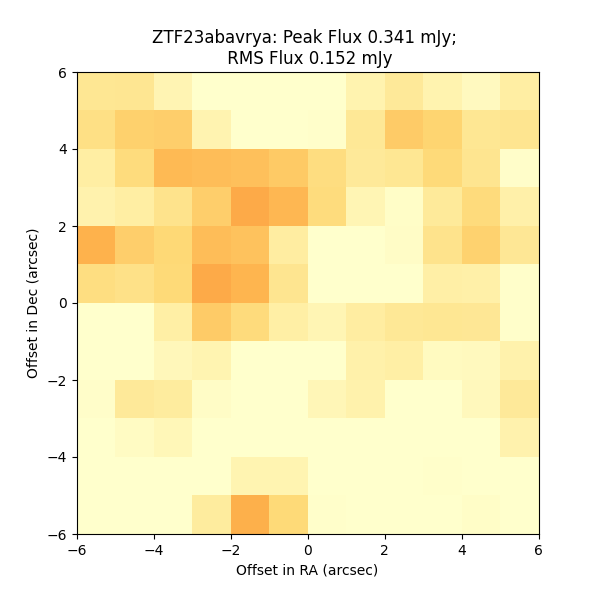 ZTF23abavrya: Peak Flux 0.341 mJy;
RMS Flux 0.152 mJy
6
4
2
0
−2
−4
−6
Offset in Dec (arcsec)
−6 −4 −2 0 2 4 6
Offset in RA (arcsec)